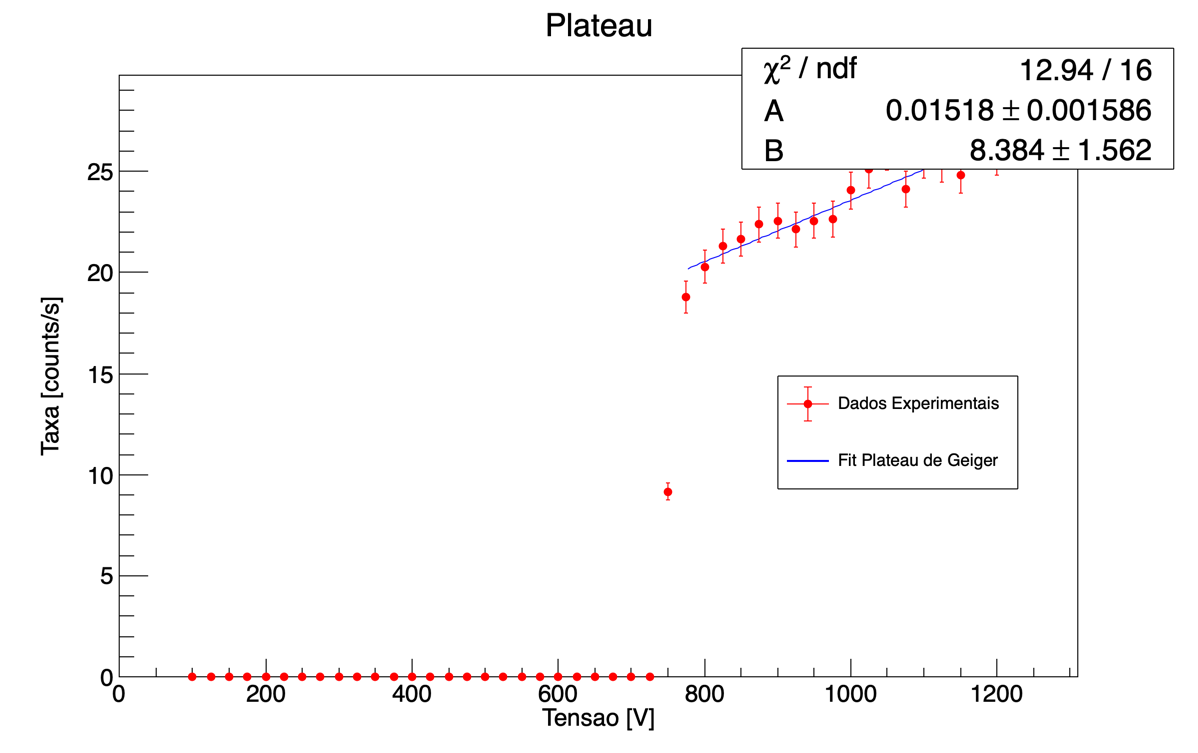 Plateau
χ² / ndf 12.94 / 16
A 0.01518 ± 0.001586
B 8.384 ± 1.562
25
20
15
10
5
0
Taxa [counts/s]
Dados Experimentais
Fit Plateau de Geiger
0 200 400 600 800 1000 1200
Tensao [V]